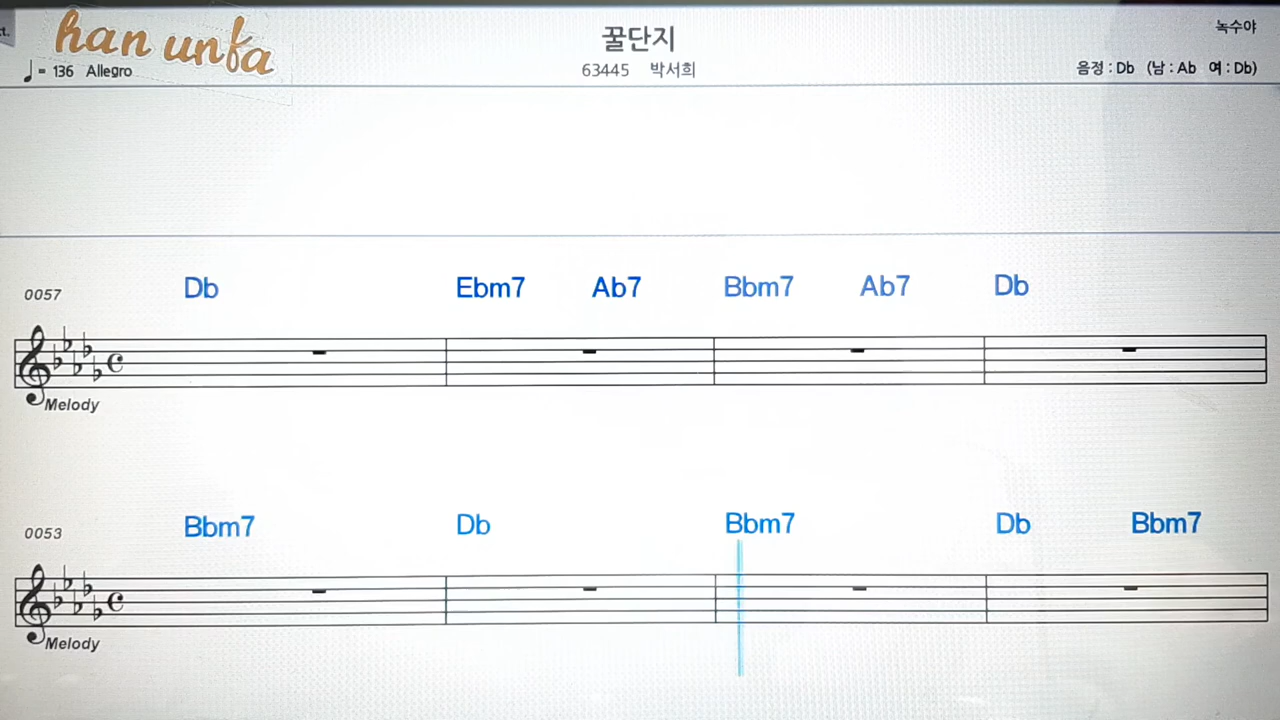 t.
han unfa
♩= 136 Allegro
꿀단지
63445 박서희
녹수야
음정 : Db (남 : Ab 여 : Db)
0057
Db Ebm7 Ab7 Bbm7 Ab7 Db
Melody
0053
Bbm7 Db Bbm7 Db Bbm7
Melody